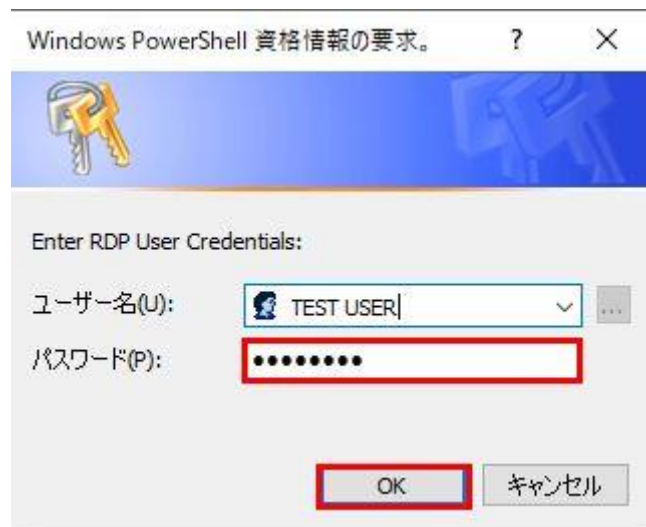 Windows PowerShell 資格情報の要求。 ? ×
Enter RDP User Credentials:
ユーザー名(U): TEST USER ...
パスワード(P): ●●●●●●●●
OK キャンセル